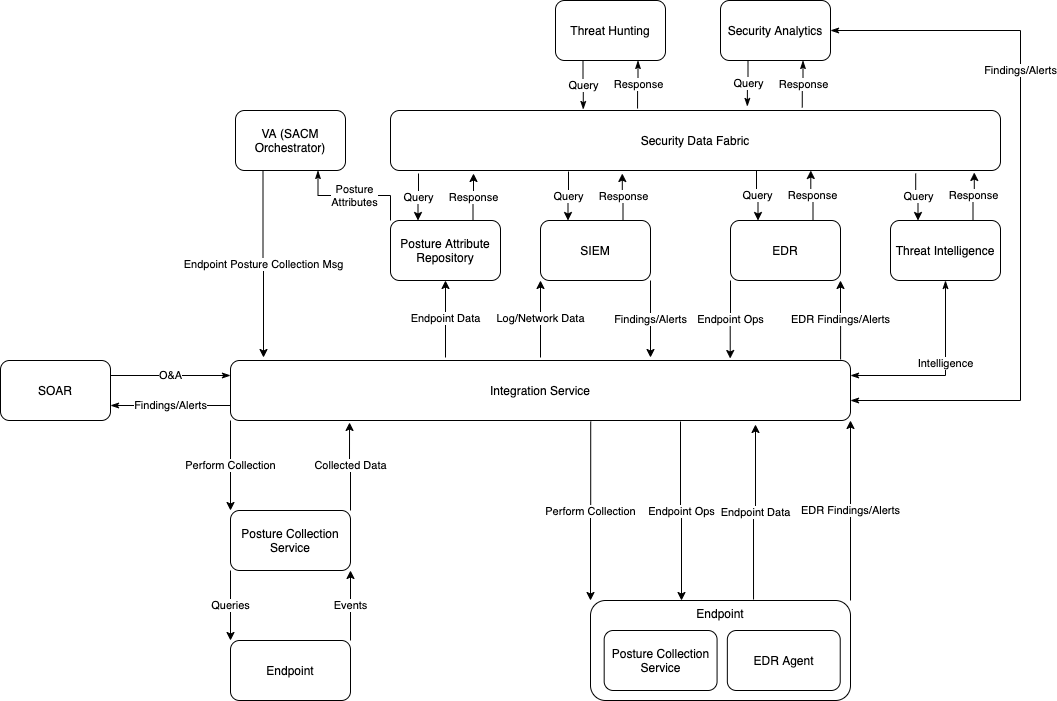 Threat Hunting
Security Analytics
Findings/Alerts
Query
Response
Query
Response
VA (SACM
Orchestrator)
Security Data Fabric
Posture
Attributes
Query
Response
Query
Response
Query
Response
Query
Response
Posture Attribute
Repository
SIEM
EDR
Threat Intelligence
Endpoint Posture Collection Msg
Endpoint Data
Log/Network Data
Findings/Alerts
Endpoint Ops
EDR Findings/Alerts
Intelligence
SOAR
O&A
Findings/Alerts
Integration Service
Perform Collection
Collected Data
Perform Collection
Endpoint Ops
Endpoint Data
EDR Findings/Alerts
Posture Collection
Service
Queries
Events
Endpoint
Endpoint
Posture Collection
Service
EDR Agent